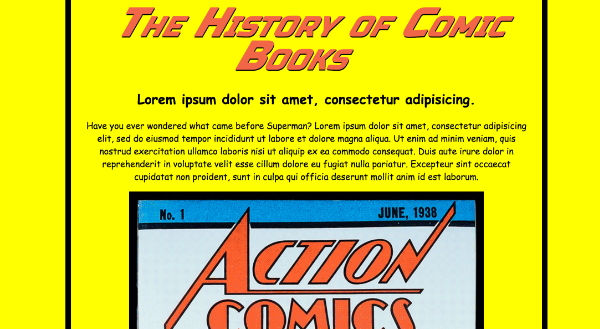 The History of Comic
Books
Lorem ipsum dolor sit amet, consectetur adipisicing.
Have you ever wondered what came before Superman? Lorem ipsum dolor sit amet, consectetur adipisicing
elit, sed do eiusmod tempor incididunt ut labore et dolore magna aliqua. Ut enim ad minim veniam, quis
nostrud exercitation ullamco laboris nisi ut aliquip ex ea commodo consequat. Duis aute irure dolor in
reprehenderit in voluptate velit esse cillum dolore eu fugiat nulla pariatur. Excepteur sint occaecat
cupidatat non proident, sunt in culpa qui officia deserunt mollit anim id est laborum.
No. 1 JUNE, 1938
ACTION
COMICS